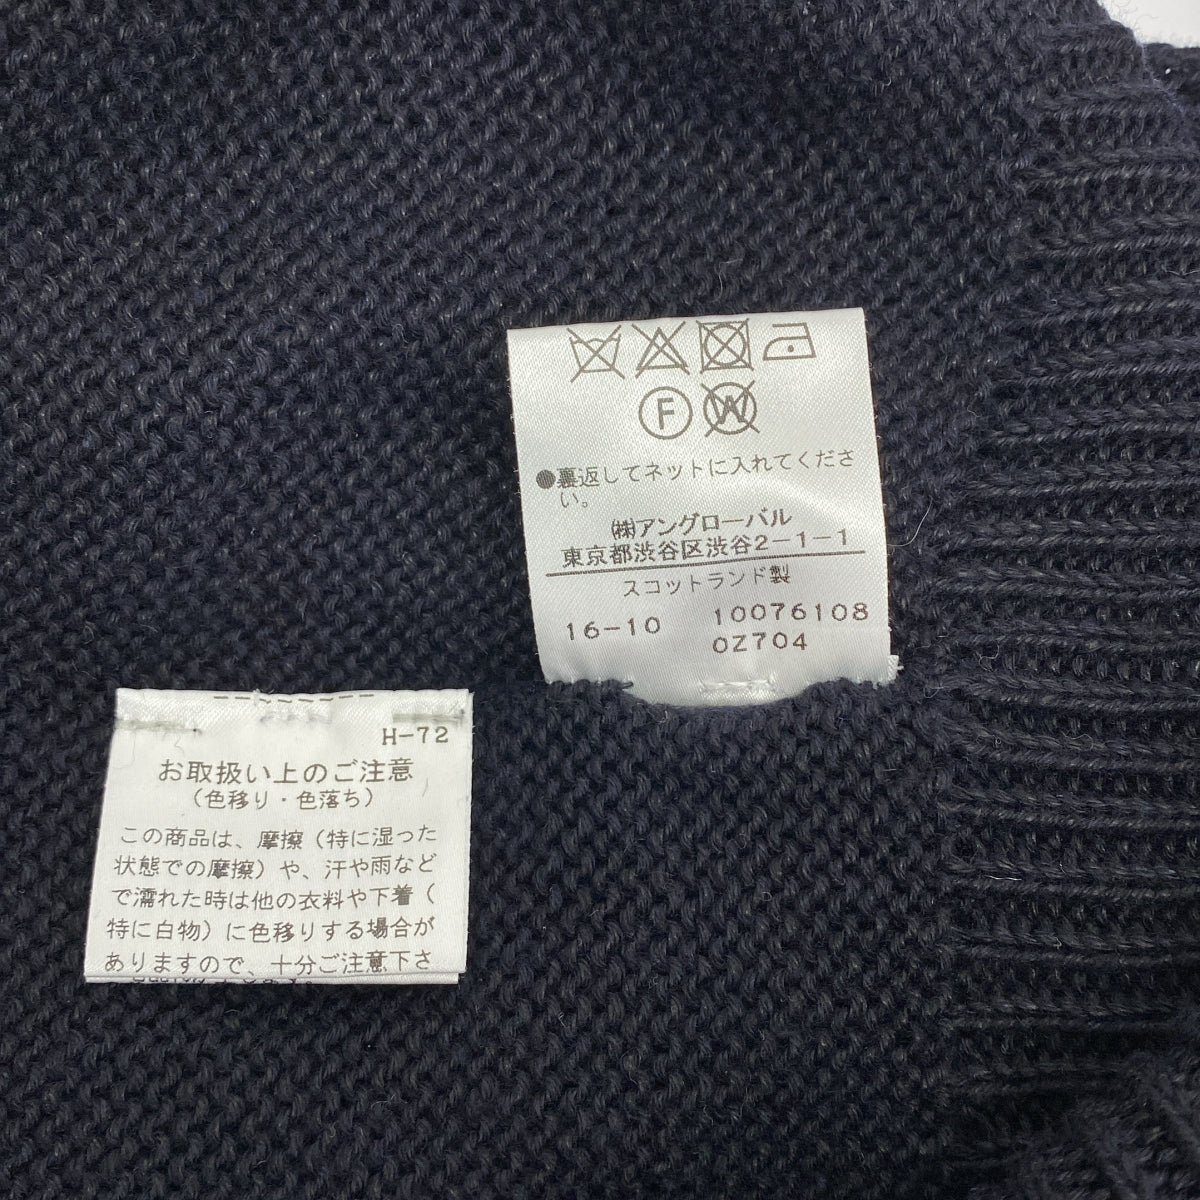 F W
●裏返してネットに入れてくださ
い。
㈱アングローバル
東京都渋谷区渋谷2-1-1
スコットランド製
16-10 10076108
0Z704
H-72
お取扱い上のご注意
(色移り・色落ち)
この商品は、摩擦(特に湿った
状態での摩擦)や、汗や雨など
で濡れた時は他の衣料や下着(
特に白物)に色移りする場合が
ありますので、十分ご注意下さ